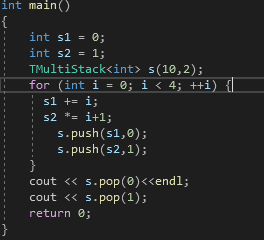 int main()
{
    int s1 = 0;
    int s2 = 1;
    TMultiStack<int> s(10,2);
    for (int i = 0; i < 4; ++i) {
      s1 += i;
      s2 *= i+1;
        s.push(s1,0);
        s.push(s2,1);
    }
    cout << s.pop(0)<<endl;
    cout << s.pop(1);
    return 0;
}